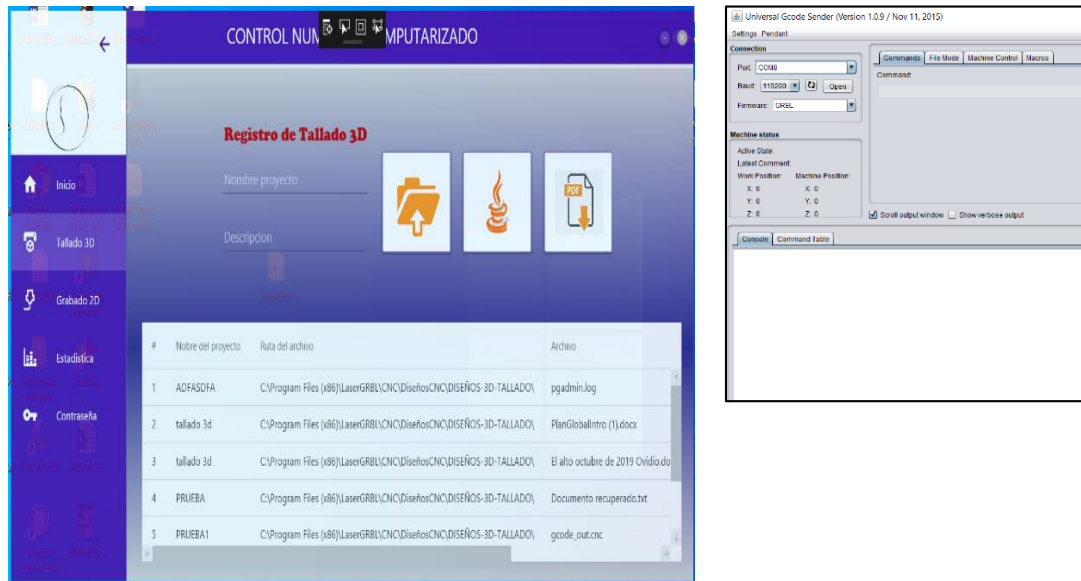 CONTROL NUM MPUTARIZADO
Registro de Tallado 3D
Nombre proyecto
Descripcion
PDF
Inicio
Tallado 3D
Grabado 2D
Estadistica
Contraseña
# Nobre del proyecto Ruta del archivo Archivo
1 ADFASDFA C:\Program Files (x86)\LaserGRBL\CNC\DiseñosCNC\DISEÑOS-3D-TALLADO\ pgadmin.log
2 tallado 3d C:\Program Files (x86)\LaserGRBL\CNC\DiseñosCNC\DISEÑOS-3D-TALLADO\ PlanGlobalIntro (1).docx
3 tallado 3d C:\Program Files (x86)\LaserGRBL\CNC\DiseñosCNC\DISEÑOS-3D-TALLADO\ El alto octubre de 2019 Ovidio.do
4 PRUEBA C:\Program Files (x86)\LaserGRBL\CNC\DiseñosCNC\DISEÑOS-3D-TALLADO\ Documento recuperado.txt
5 PRUEBA1 C:\Program Files (x86)\LaserGRBL\CNC\DiseñosCNC\DISEÑOS-3D-TALLADO\ gcode_out.cnc
Universal Gcode Sender (Version 1.0.9 / Nov 11, 2015)
Settings Pendant
Connection
Port: COM8
Baud: 115200 Open
Firmware: GRBL
Commands File Mode Machine Control Macros
Command:
Machine status
Active State:
Latest Comment:
Work Position: Machine Position:
X: 0 X: 0
Y: 0 Y: 0
Z: 0 Z: 0
Scroll output window Show verbose output
Console Command Table